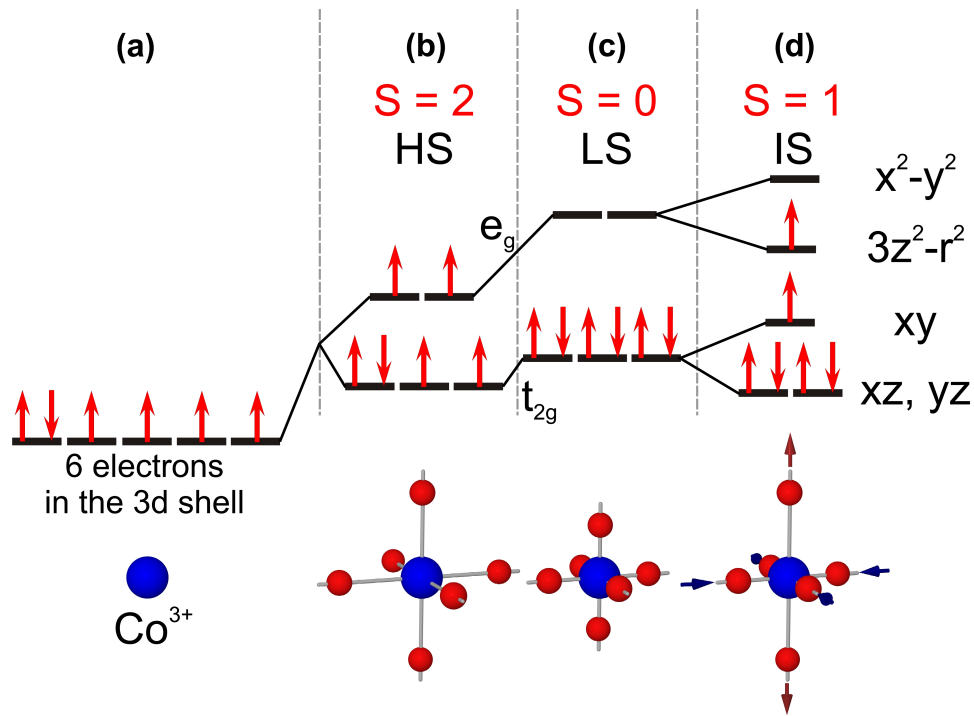 (a)
(b)
(c)
(d)
S = 2
S = 0
S = 1
HS
LS
IS
x²-y²
e_g
3z²-r²
xy
t_2g
xz, yz
6 electrons
in the 3d shell
Co³⁺